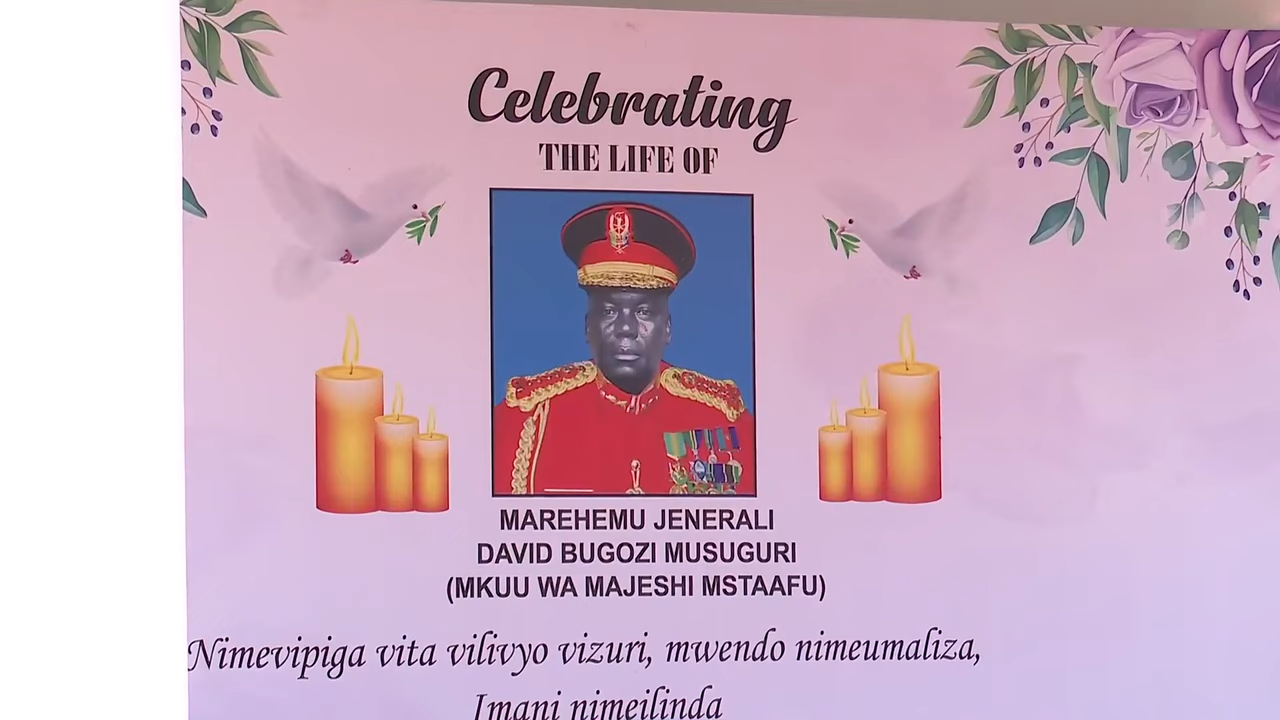 Celebrating
THE LIFE OF
MAREHEMU JENERALI
DAVID BUGOZI MUSUGURI
(MKUU WA MAJESHI MSTAAFU)
Nimevipiga vita vilivyo vizuri, mwendo nimeumaliza,
Imani nimeilinda